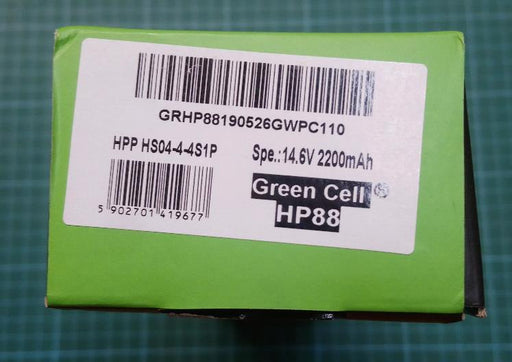 GRHP88190526GWPC110
HPP HS04-4-4S1P
Spe.:14.6V 2200mAh
5 902701 419677
Green Cell ®
HP88